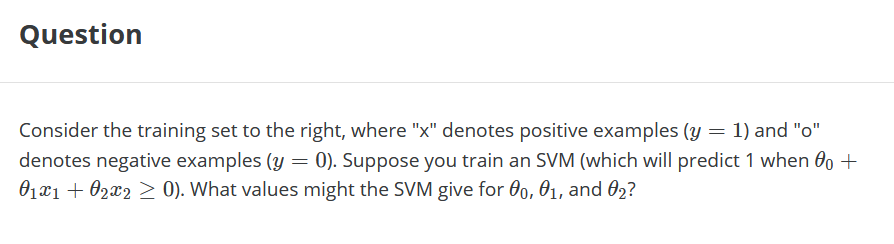 Question
Consider the training set to the right, where "x" denotes positive examples (y = 1) and "o"
denotes negative examples (y = 0). Suppose you train an SVM (which will predict 1 when θ₀ +
θ₁x₁ + θ₂x₂ ≥ 0). What values might the SVM give for θ₀, θ₁, and θ₂?